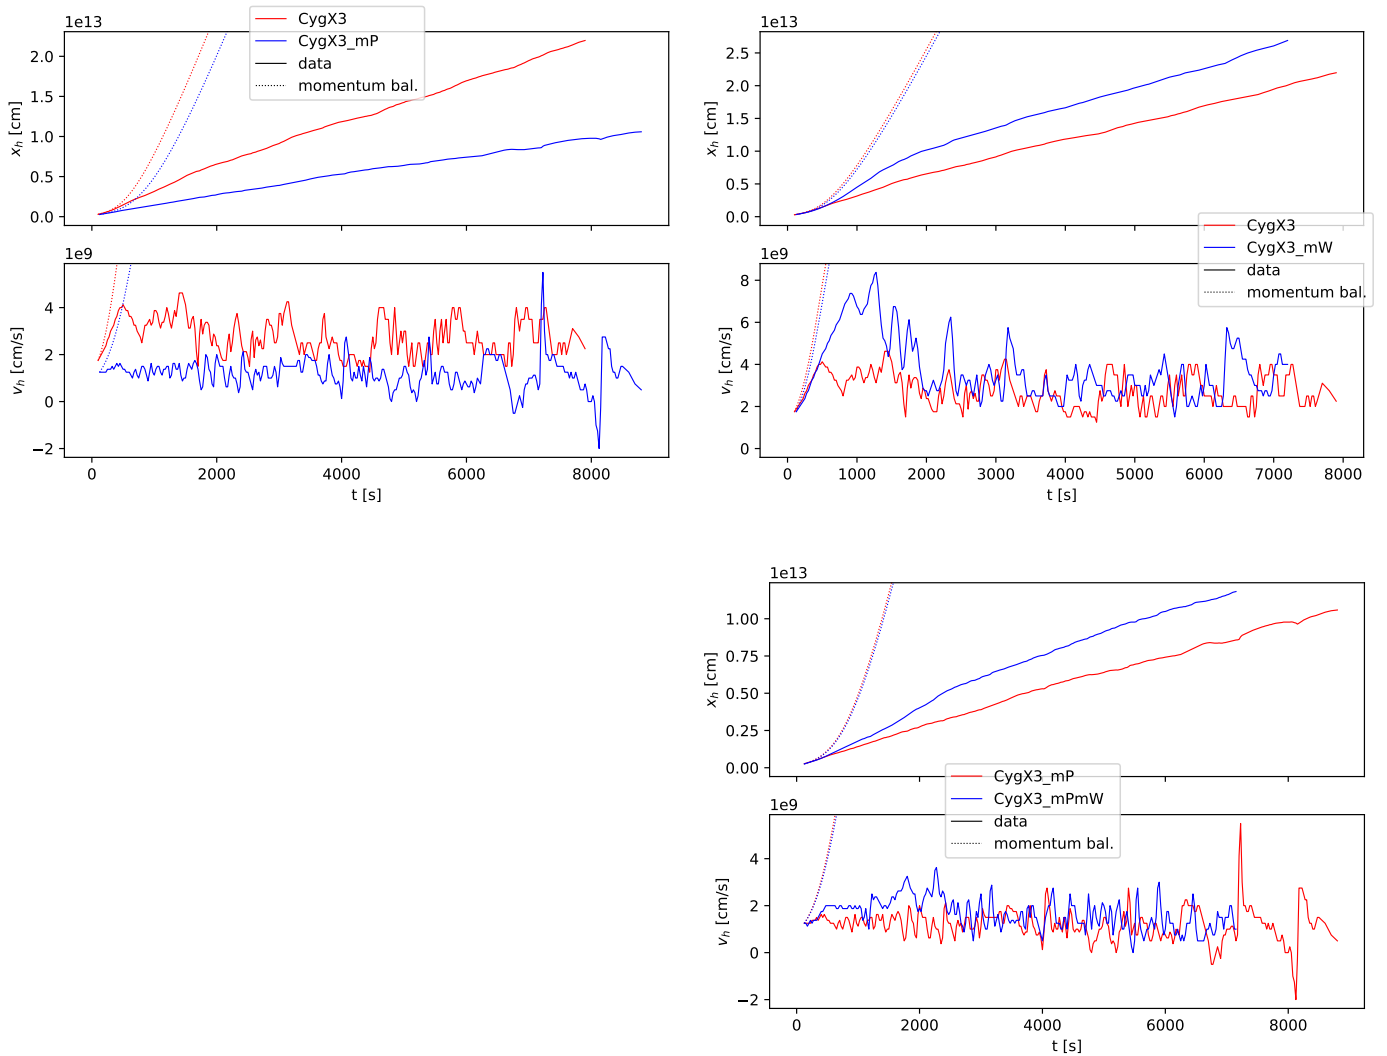 1e13
CygX3
CygX3_mP
data
momentum bal.
x_h [cm]
2.0
1.5
1.0
0.5
0.0
1e9
v_h [cm/s]
4
2
0
−2
0
2000
4000
6000
8000
t [s]
1e13
x_h [cm]
2.5
2.0
1.5
1.0
0.5
0.0
CygX3
CygX3_mW
data
momentum bal.
1e9
v_h [cm/s]
8
6
4
2
0
0
1000
2000
3000
4000
5000
6000
7000
8000
t [s]
1e13
x_h [cm]
1.00
0.75
0.50
0.25
0.00
CygX3_mP
CygX3_mPmW
data
momentum bal.
1e9
v_h [cm/s]
4
2
0
−2
0
2000
4000
6000
8000
t [s]